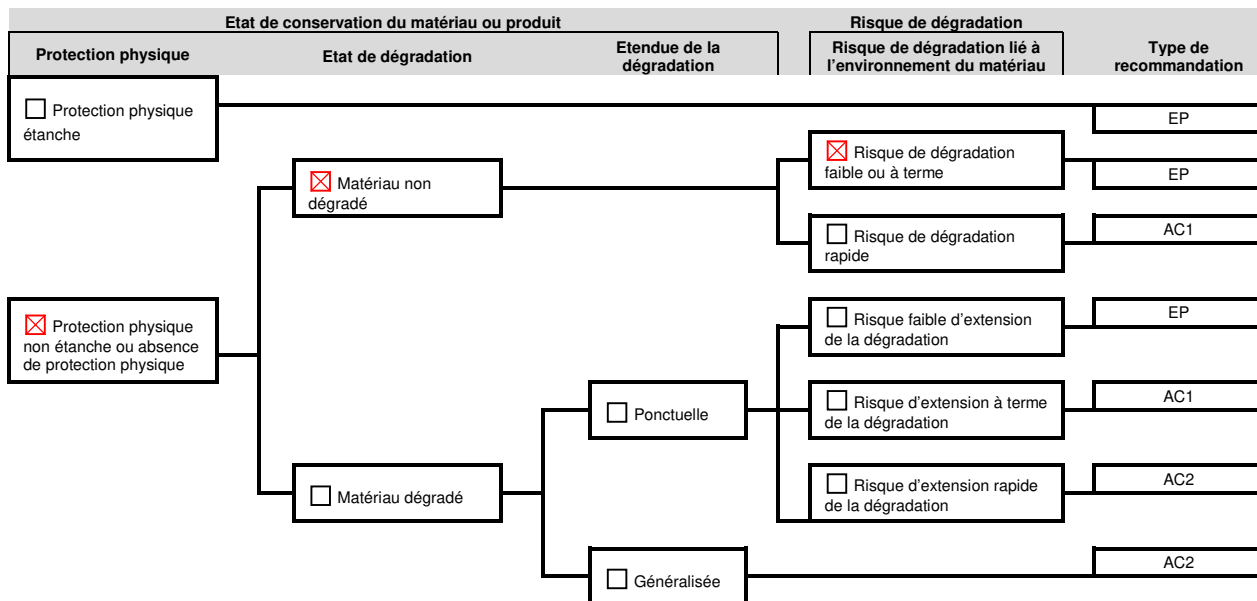 Etat de conservation du matériau ou produit
Risque de dégradation
Protection physique
Etat de dégradation
Etendue de la
dégradation
Risque de dégradation lié à
l'environnement du matériau
Type de
recommandation
Protection physique
étanche
EP
Matériau non
dégradé
Risque de dégradation
faible ou à terme
EP
Risque de dégradation
rapide
AC1
Protection physique
non étanche ou absence
de protection physique
Risque faible d'extension
de la dégradation
EP
Ponctuelle
Risque d'extension à terme
de la dégradation
AC1
Matériau dégradé
Risque d'extension rapide
de la dégradation
AC2
Généralisée
AC2